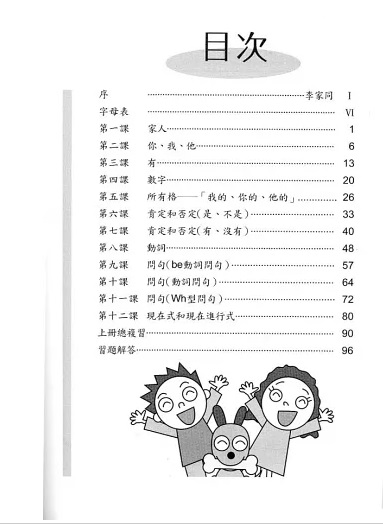 目次
序……李家同 I
字母表……VI
第一課 家人……1
第二課 你、我、他……6
第三課 有……13
第四課 數字……20
第五課 所有格──「我的、你的、他的」……26
第六課 肯定和否定(是、不是)……33
第七課 肯定和否定(有、沒有)……40
第八課 動詞……48
第九課 問句(be動詞問句)……57
第十課 問句(動詞問句)……64
第十一課 問句(Wh型問句)……72
第十二課 現在式和現在進行式……80
上冊總複習……90
習題解答……96